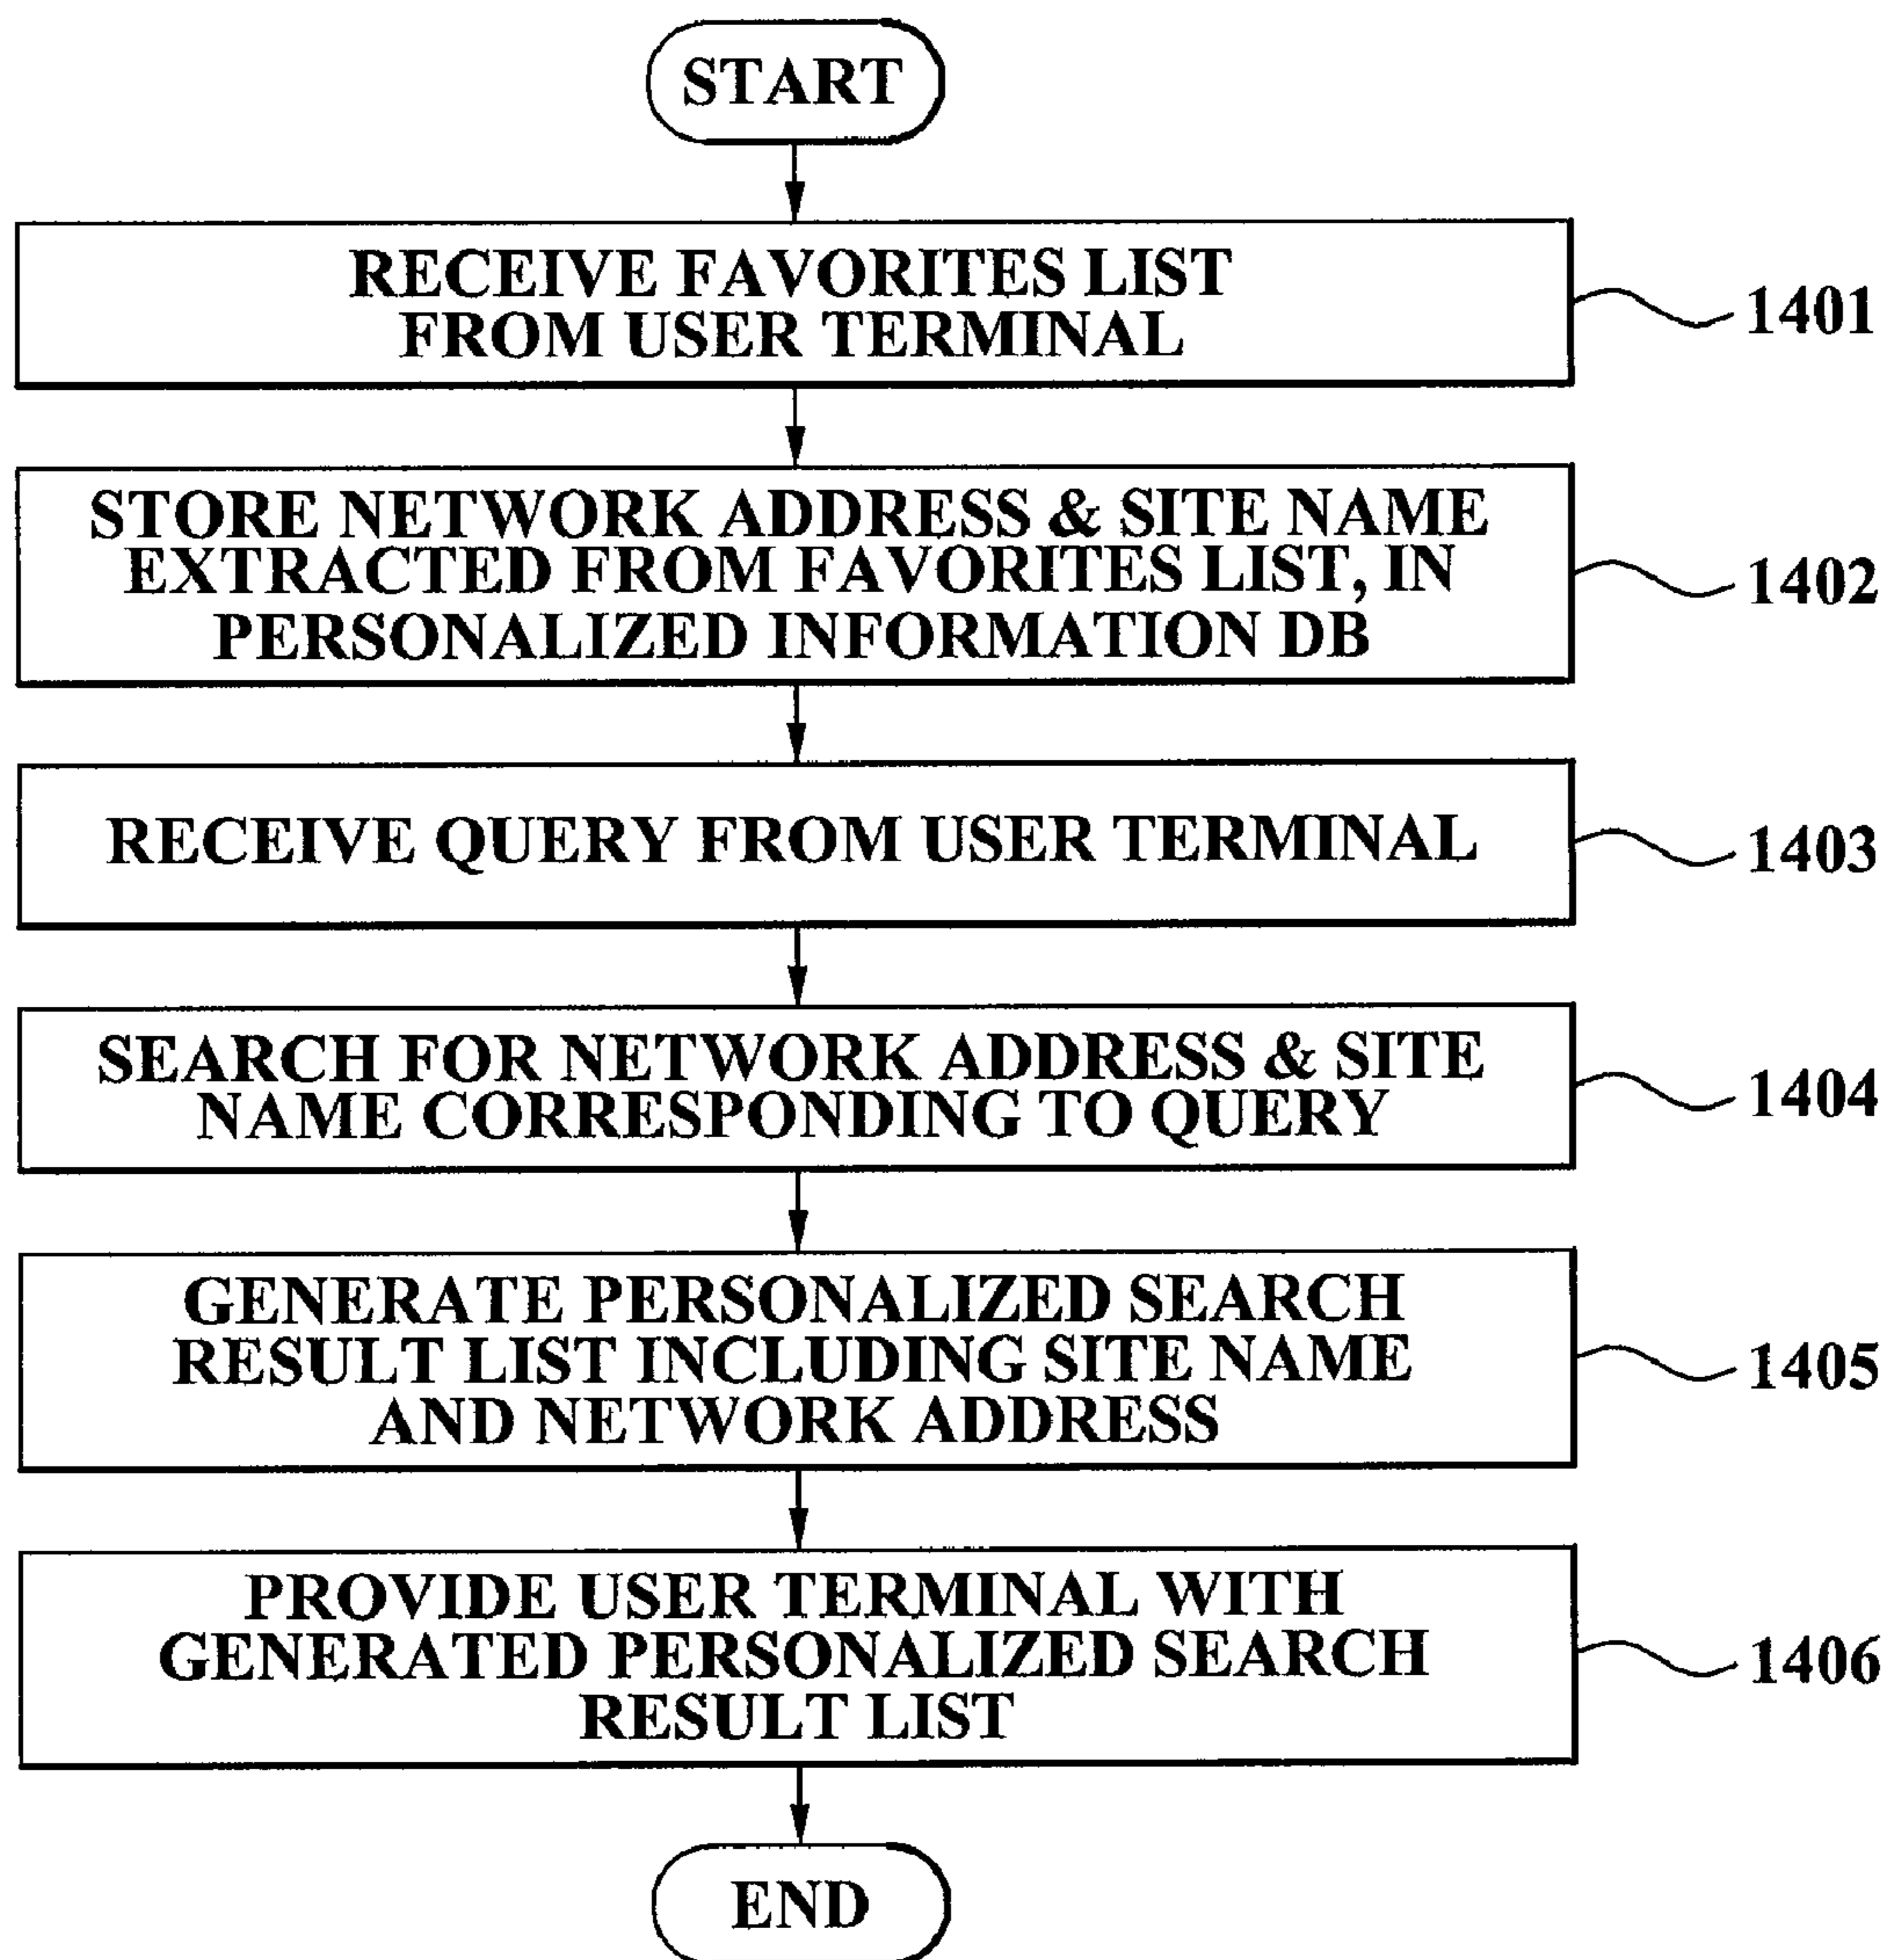 START
RECEIVE FAVORITES LIST
FROM USER TERMINAL
1401
STORE NETWORK ADDRESS & SITE NAME
EXTRACTED FROM FAVORITES LIST, IN
PERSONALIZED INFORMATION DB
1402
RECEIVE QUERY FROM USER TERMINAL
1403
SEARCH FOR NETWORK ADDRESS & SITE
NAME CORRESPONDING TO QUERY
1404
GENERATE PERSONALIZED SEARCH
RESULT LIST INCLUDING SITE NAME
AND NETWORK ADDRESS
1405
PROVIDE USER TERMINAL WITH
GENERATED PERSONALIZED SEARCH
RESULT LIST
1406
END